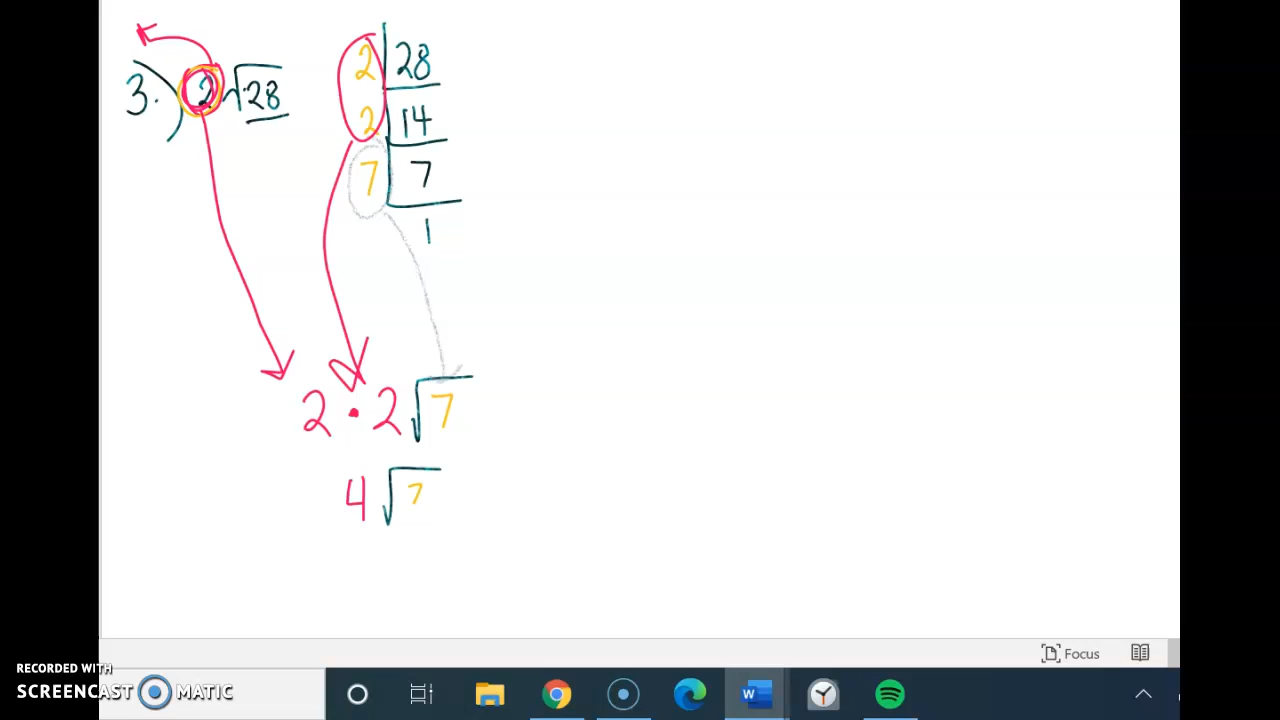 3.) 2√28
2 28
2 14
7 7
1
2 · 2√7
4√7
Focus
RECORDED WITH
SCREENCAST MATIC
W